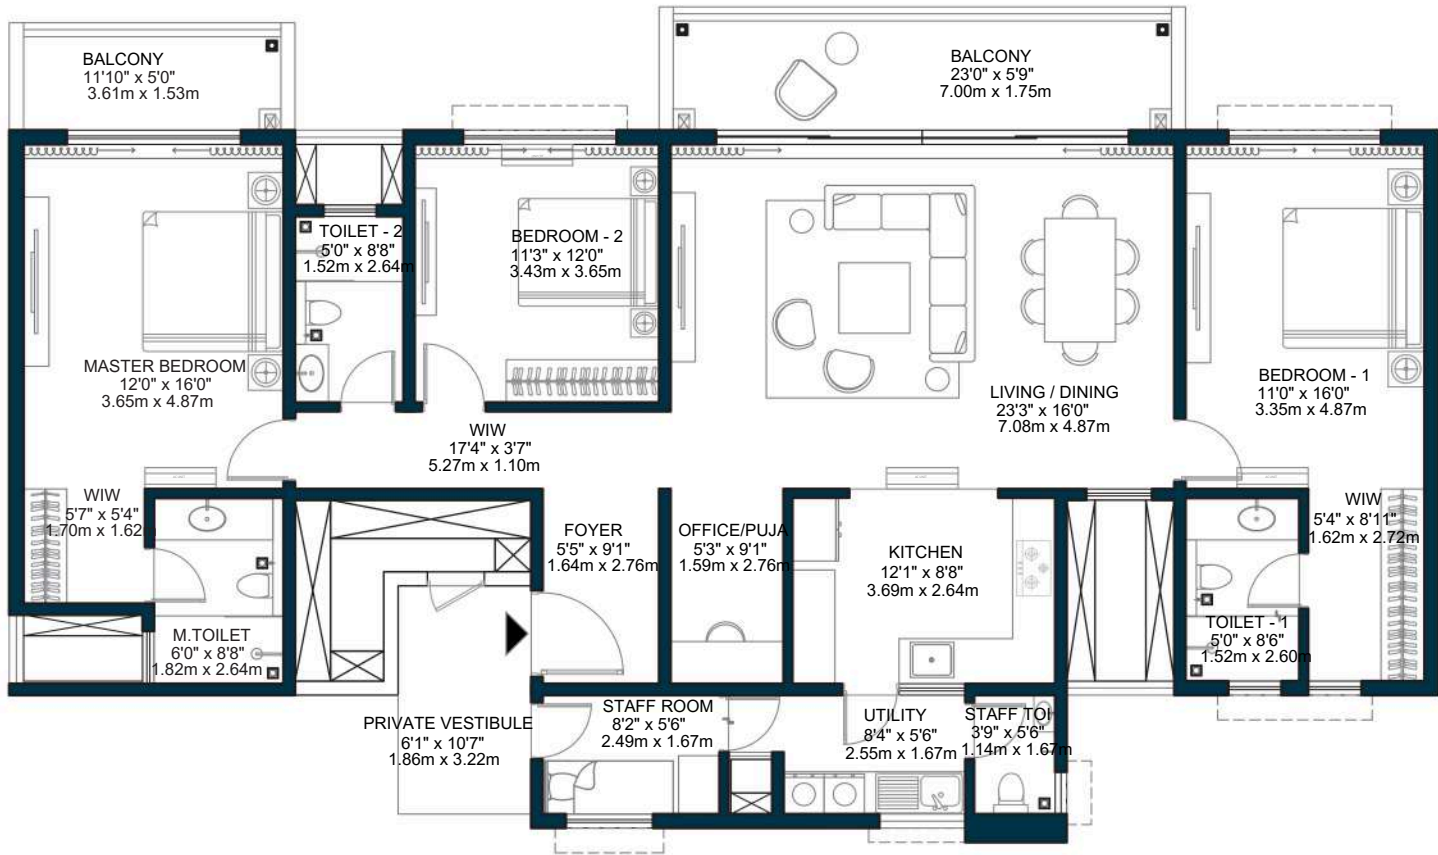 BALCONY
11'10" x 5'0"
3.61m x 1.53m
BALCONY
23'0" x 5'9"
7.00m x 1.75m
TOILET - 2
5'0" x 8'8"
1.52m x 2.64m
BEDROOM - 2
11'3" x 12'0"
3.43m x 3.65m
MASTER BEDROOM
12'0" x 16'0"
3.65m x 4.87m
LIVING / DINING
23'3" x 16'0"
7.08m x 4.87m
BEDROOM - 1
11'0" x 16'0"
3.35m x 4.87m
WIW
17'4" x 3'7"
5.27m x 1.10m
WIW
5'7" x 5'4"
1.70m x 1.62m
FOYER
5'5" x 9'1"
1.64m x 2.76m
OFFICE/PUJA
5'3" x 9'1"
1.59m x 2.76m
KITCHEN
12'1" x 8'8"
3.69m x 2.64m
WIW
5'4" x 8'11"
1.62m x 2.72m
M.TOILET
6'0" x 8'8"
1.82m x 2.64m
TOILET - 1
5'0" x 8'6"
1.52m x 2.60m
PRIVATE VESTIBULE
6'1" x 10'7"
1.86m x 3.22m
STAFF ROOM
8'2" x 5'6"
2.49m x 1.67m
UTILITY
8'4" x 5'6"
2.55m x 1.67m
STAFF TOI
3'9" x 5'6"
1.14m x 1.67m